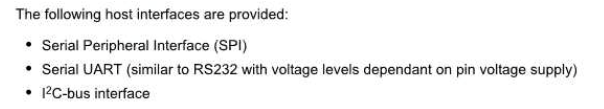 The following host interfaces are provided:
• Serial Peripheral Interface (SPI)
• Serial UART (similar to RS232 with voltage levels dependant on pin voltage supply)
• I²C-bus interface